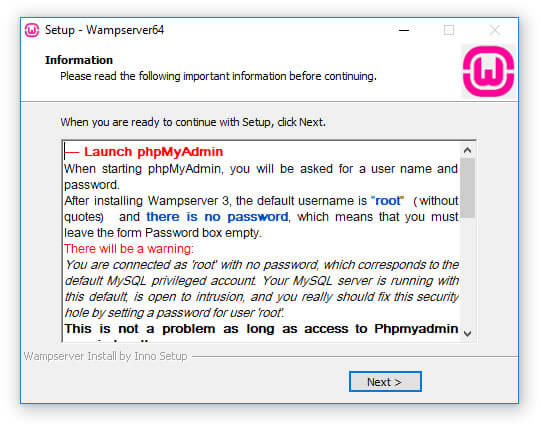 Setup - Wampserver64
Information
Please read the following important information before continuing.
When you are ready to continue with Setup, click Next.
— Launch phpMyAdmin
When starting phpMyAdmin, you will be asked for a user name and
password.
After installing Wampserver 3, the default username is "root" (without
quotes) and there is no password, which means that you must
leave the form Password box empty.
There will be a warning:
You are connected as 'root' with no password, which corresponds to the
default MySQL privileged account. Your MySQL server is running with
this default, is open to intrusion, and you really should fix this security
hole by setting a password for user 'root'.
This is not a problem as long as access to Phpmyadmin
Wampserver Install by Inno Setup
Next >